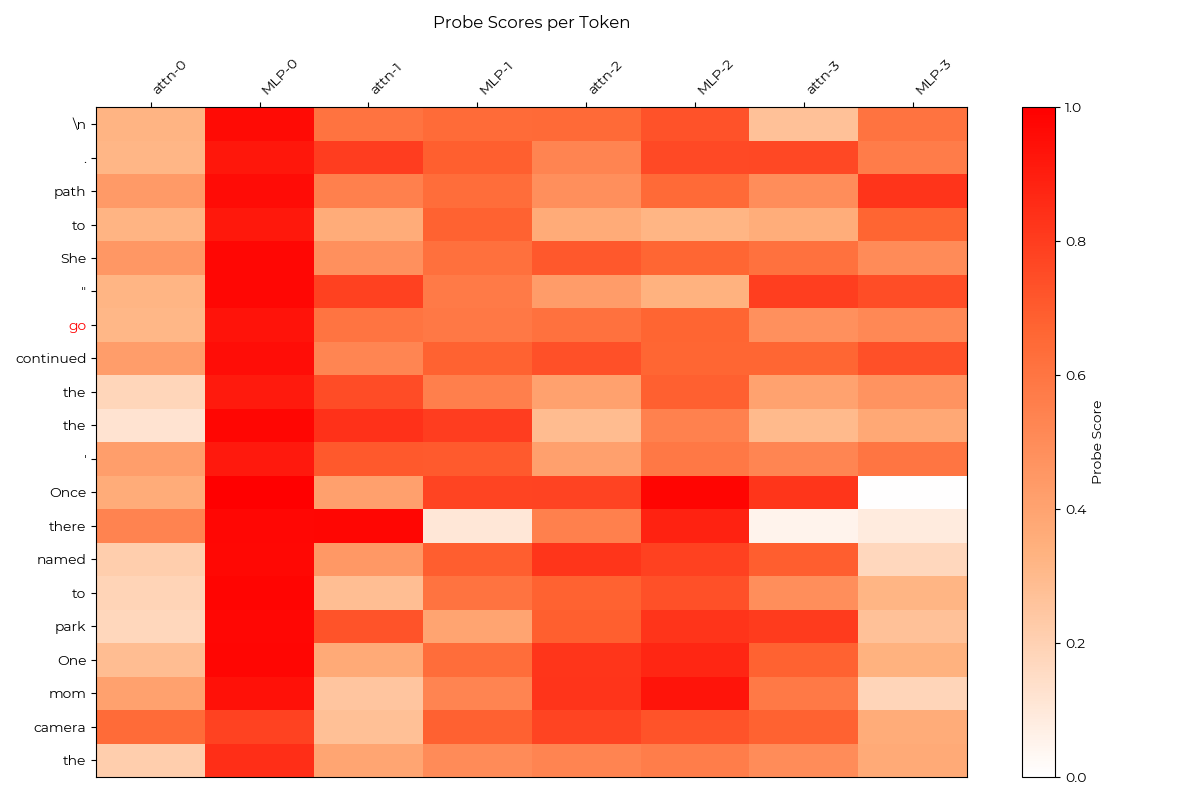 Probe Scores per Token
attn-0 MLP-0 attn-1 MLP-1 attn-2 MLP-2 attn-3 MLP-3
\n
.
path
to
She
"
go
continued
the
the
'
Once
there
named
to
park
One
mom
camera
the
1.0
0.8
0.6
0.4
0.2
0.0
Probe Score